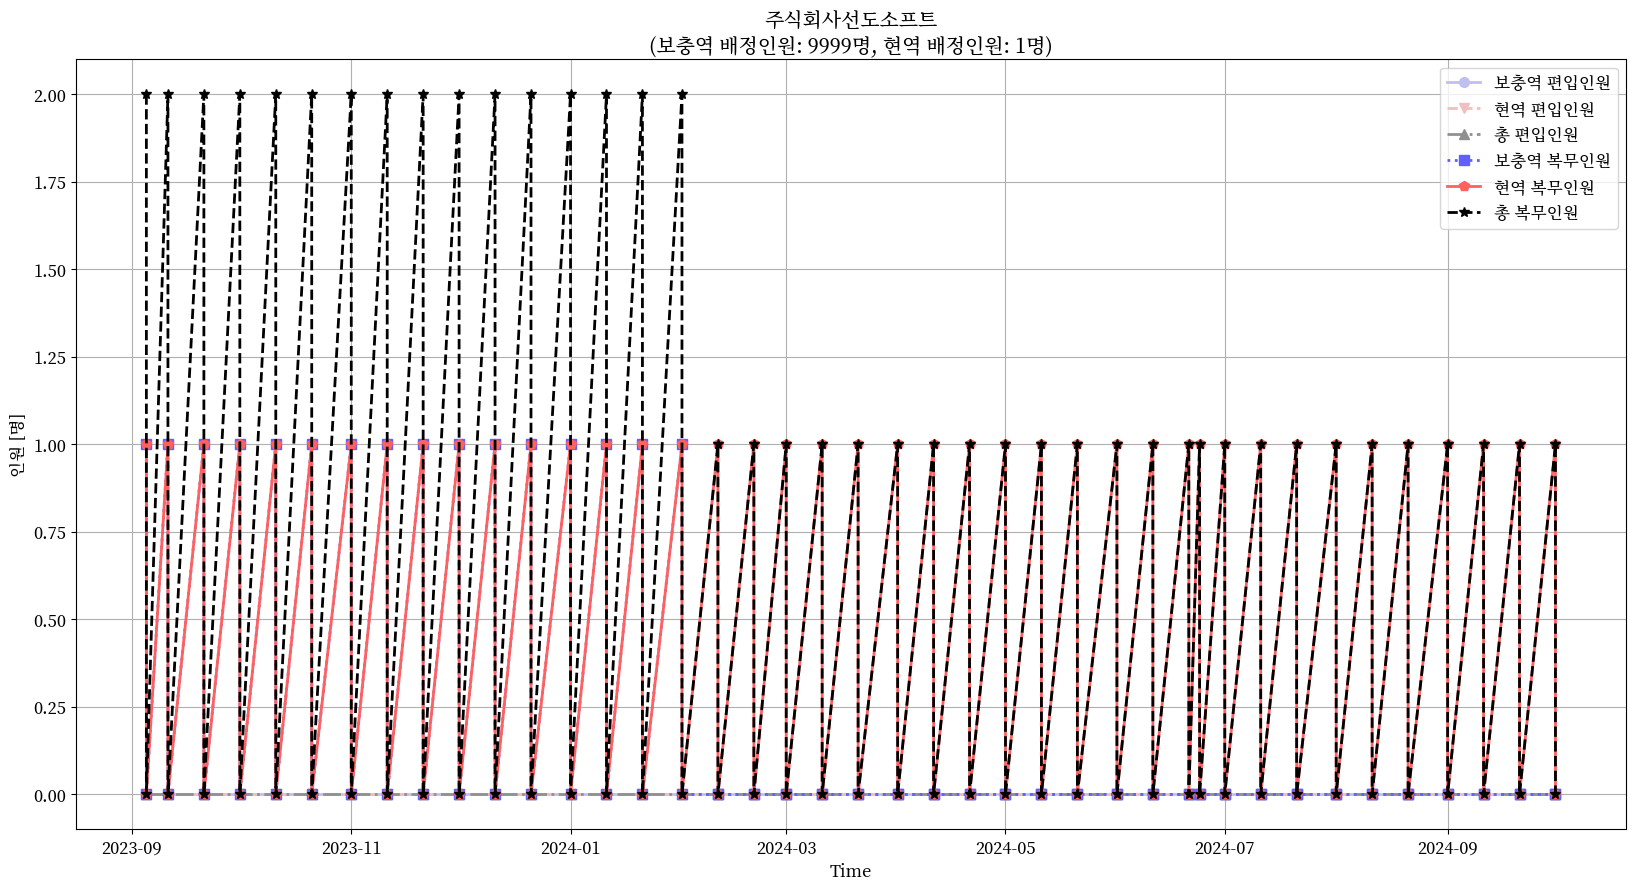 주식회사선도소프트
(보충역 배정인원: 9999명, 현역 배정인원: 1명)
보충역 편입인원
현역 편입인원
총 편입인원
보충역 복무인원
현역 복무인원
총 복무인원
인원 [명]
2.00
1.75
1.50
1.25
1.00
0.75
0.50
0.25
0.00
2023-09
2023-11
2024-01
2024-03
2024-05
2024-07
2024-09
Time